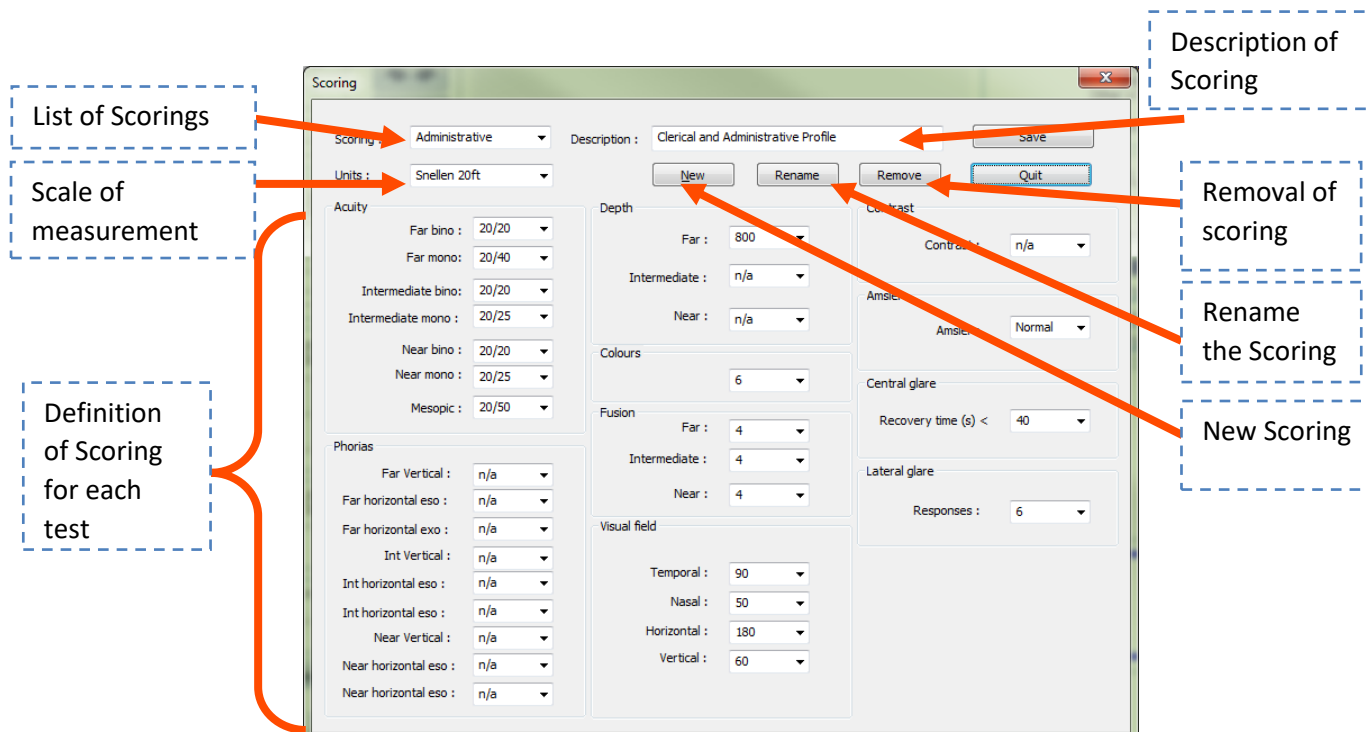 Description of
Scoring
List of Scorings
Scale of
measurement
Definition
of Scoring
for each
test
Removal of
scoring
Rename
the Scoring
New Scoring
Scoring
Scoring : Administrative Description : Clerical and Administrative Profile Save
Units : Snellen 20ft New Rename Remove Quit
Acuity
Far bino : 20/20
Far mono: 20/40
Intermediate bino: 20/20
Intermediate mono : 20/25
Near bino : 20/20
Near mono : 20/25
Mesopic : 20/50
Phorias
Far Vertical : n/a
Far horizontal eso : n/a
Far horizontal exo : n/a
Int Vertical : n/a
Int horizontal eso : n/a
Int horizontal eso : n/a
Near Vertical : n/a
Near horizontal eso : n/a
Near horizontal eso : n/a
Depth
Far : 800
Intermediate : n/a
Near : n/a
Colours
6
Fusion
Far : 4
Intermediate : 4
Near : 4
Visual field
Temporal : 90
Nasal : 50
Horizontal : 180
Vertical : 60
Contrast
Contrast : n/a
Amsler
Amsler : Normal
Central glare
Recovery time (s) < 40
Lateral glare
Responses : 6